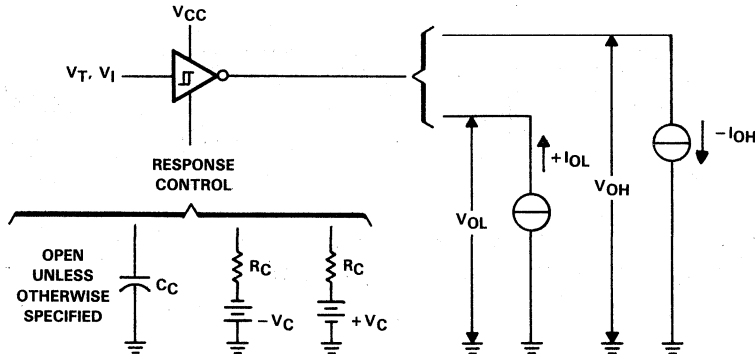 VCC
VT, VI
RESPONSE
CONTROL
OPEN
UNLESS
OTHERWISE
SPECIFIED
CC
RC
− VC
RC
+ VC
VOL
+IOL
VOH
−IOH